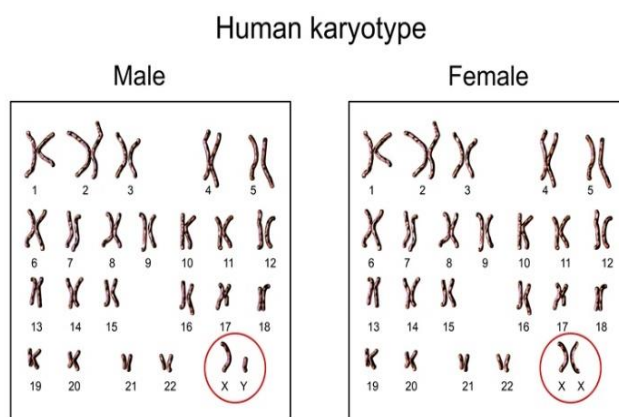 Human karyotype
Male
1 2 3 4 5
6 7 8 9 10 11 12
13 14 15 16 17 18
19 20 21 22 X Y
Female
1 2 3 4 5
6 7 8 9 10 11 12
13 14 15 16 17 18
19 20 21 22 X X